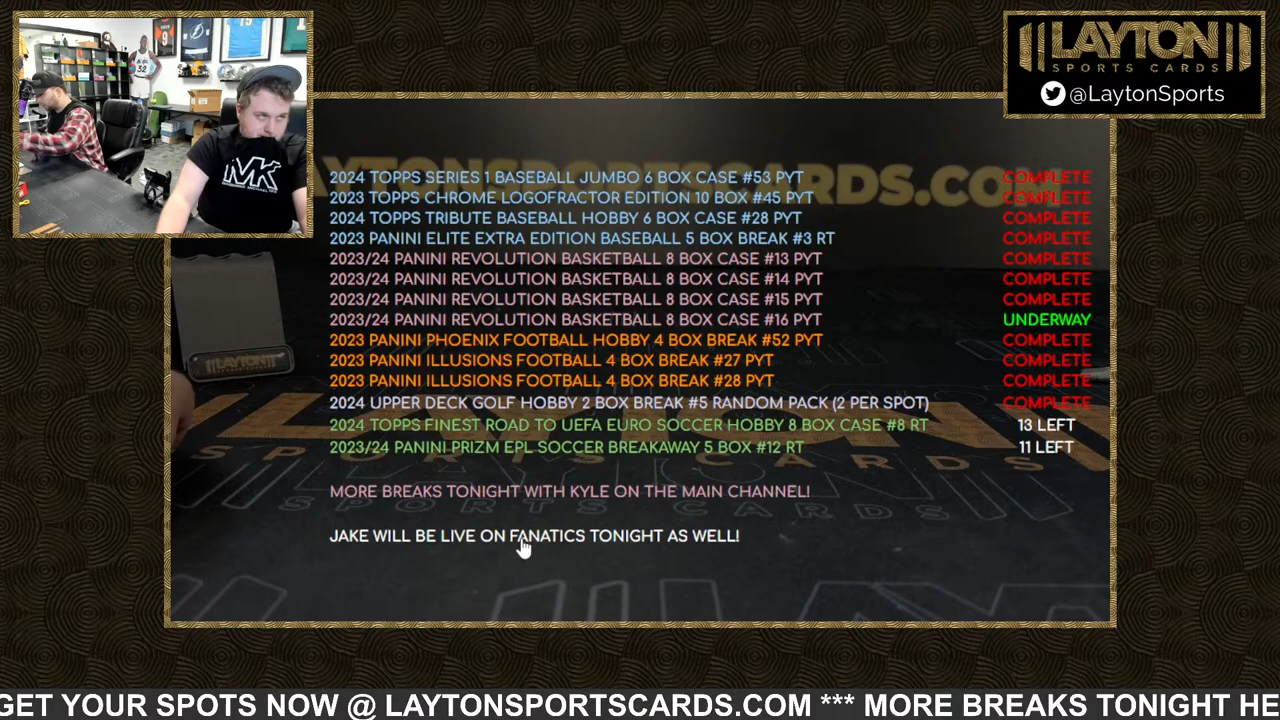 LAYTON
SPORTS CARDS
@LaytonSports
LAYTONSPORTSCARDS.COM
2024 TOPPS SERIES 1 BASEBALL JUMBO 6 BOX CASE #53 PYT COMPLETE
2023 TOPPS CHROME LOGOFRACTOR EDITION 10 BOX #45 PYT COMPLETE
2024 TOPPS TRIBUTE BASEBALL HOBBY 6 BOX CASE #28 PYT COMPLETE
2023 PANINI ELITE EXTRA EDITION BASEBALL 5 BOX BREAK #3 RT COMPLETE
2023/24 PANINI REVOLUTION BASKETBALL 8 BOX CASE #13 PYT COMPLETE
2023/24 PANINI REVOLUTION BASKETBALL 8 BOX CASE #14 PYT COMPLETE
2023/24 PANINI REVOLUTION BASKETBALL 8 BOX CASE #15 PYT COMPLETE
2023/24 PANINI REVOLUTION BASKETBALL 8 BOX CASE #16 PYT UNDERWAY
2023 PANINI PHOENIX FOOTBALL HOBBY 4 BOX BREAK #52 PYT COMPLETE
2023 PANINI ILLUSIONS FOOTBALL 4 BOX BREAK #27 PYT COMPLETE
2023 PANINI ILLUSIONS FOOTBALL 4 BOX BREAK #28 PYT COMPLETE
2024 UPPER DECK GOLF HOBBY 2 BOX BREAK #5 RANDOM PACK (2 PER SPOT) COMPLETE
2024 TOPPS FINEST ROAD TO UEFA EURO SOCCER HOBBY 8 BOX CASE #8 RT 13 LEFT
2023/24 PANINI PRIZM EPL SOCCER BREAKAWAY 5 BOX #12 RT 11 LEFT
MORE BREAKS TONIGHT WITH KYLE ON THE MAIN CHANNEL!
JAKE WILL BE LIVE ON FANATICS TONIGHT AS WELL!
LAYTON
SPORTS CARDS
MK
32
9
GET YOUR SPOTS NOW @ LAYTONSPORTSCARDS.COM *** MORE BREAKS TONIGHT HE